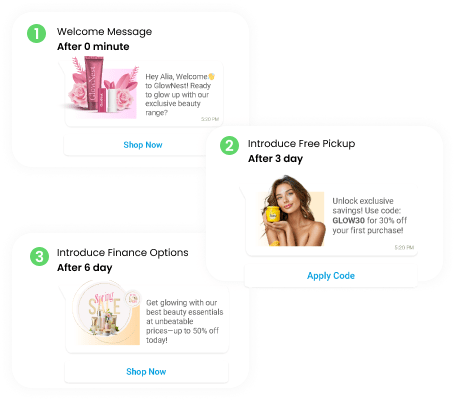 1
Welcome Message
After 0 minute
GlowNest
Hey Alia, Welcome👋
to GlowNest! Ready
to glow up with our
exclusive beauty
range?
5:20 PM
Shop Now
2
Introduce Free Pickup
After 3 day
Unlock exclusive
savings! Use code:
GLOW30 for 30% off
your first purchase!
5:20 PM
Apply Code
3
Introduce Finance Options
After 6 day
Spring
SALE
Get glowing with our
best beauty essentials
at unbeatable
prices—up to 50% off
today!
Shop Now